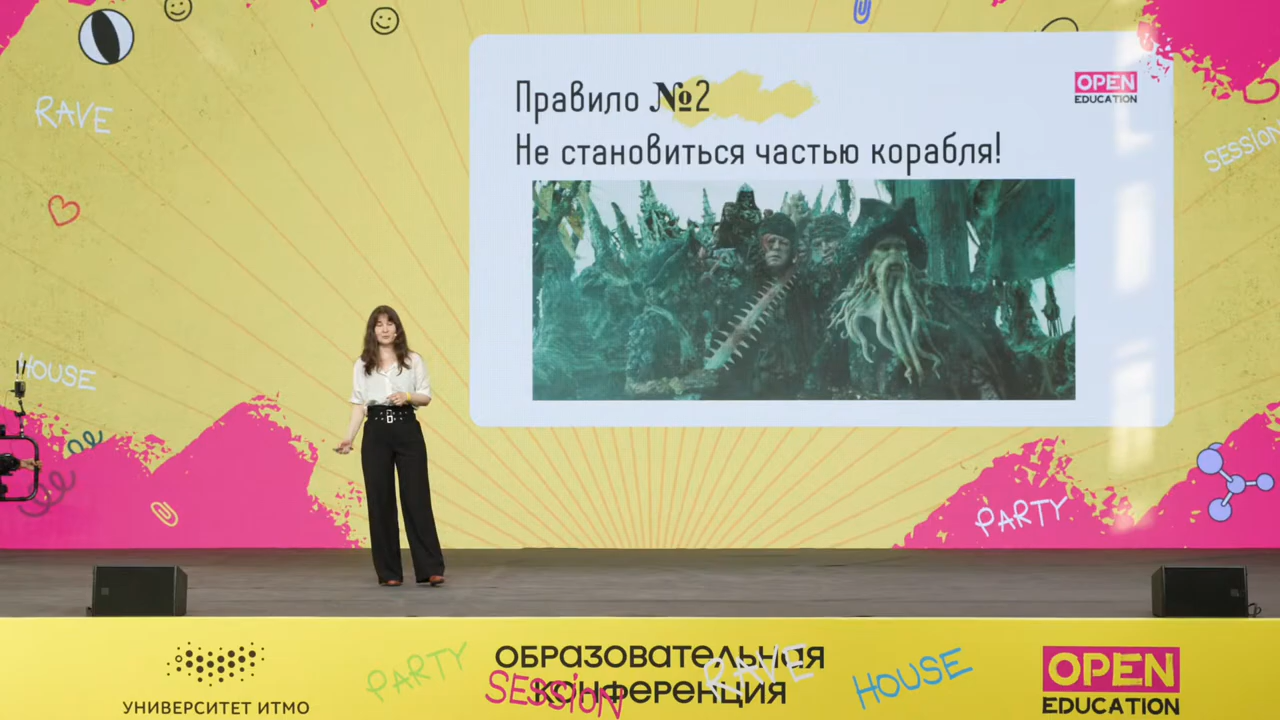 RAVE
Правило №2
Не становиться частью корабля!
OPEN
EDUCATION
SESSION
HOUSE
PARTY
УНИВЕРСИТЕТ ИТМО
PARTY
ОБРАЗОВАТЕЛЬНАЯ
КОНФЕРЕНЦИЯ
SESSION
RAVE
HOUSE
OPEN
EDUCATION